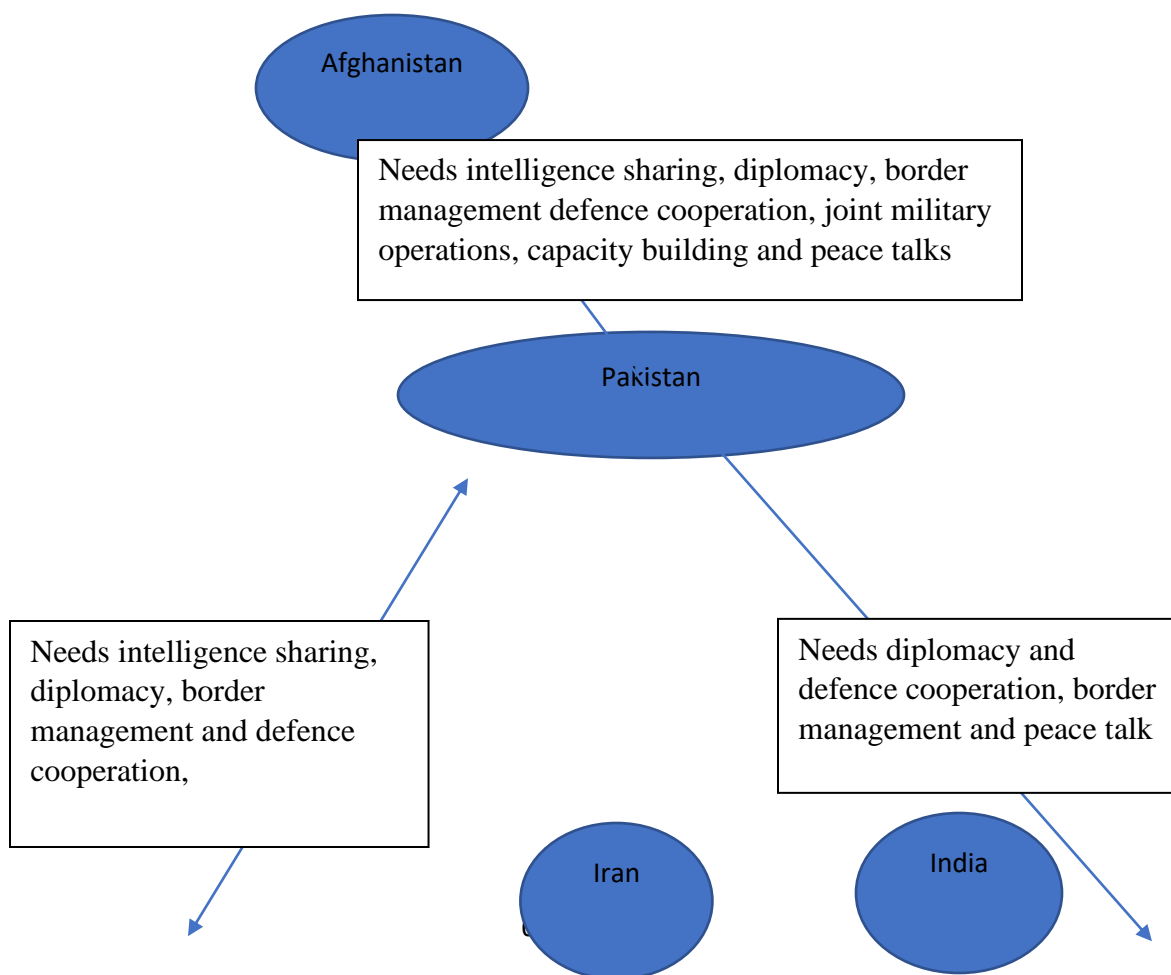 Afghanistan
Needs intelligence sharing, diplomacy, border
management defence cooperation, joint military
operations, capacity building and peace talks
Pakistan
Needs intelligence sharing,
diplomacy, border
management and defence
cooperation,
Needs diplomacy and
defence cooperation, border
management and peace talk
Iran
India